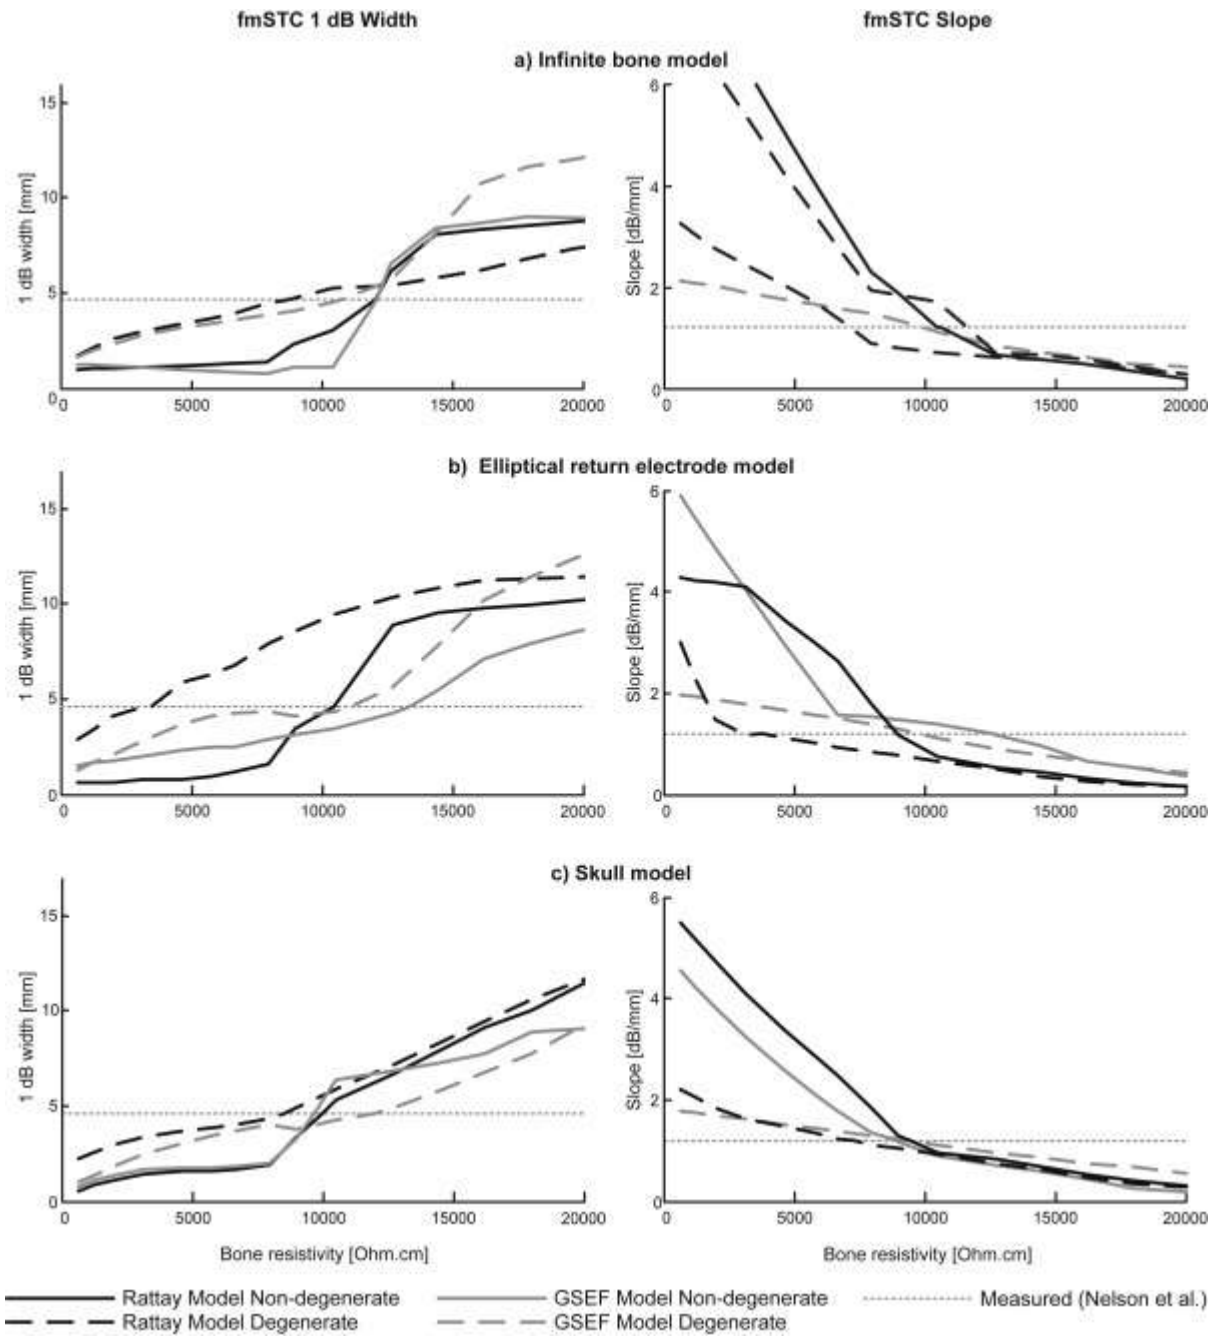 fmSTC 1 dB Width
fmSTC Slope
a) Infinite bone model
1 dB width [mm]
15
10
5
0
0 5000 10000 15000 20000
Slope [dB/mm]
6
4
2
0
0 5000 10000 15000 20000
b) Elliptical return electrode model
1 dB width [mm]
15
10
5
0
0 5000 10000 15000 20000
Slope [dB/mm]
6
4
2
0
0 5000 10000 15000 20000
c) Skull model
1 dB width [mm]
15
10
5
0
0 5000 10000 15000 20000
Bone resistivity [Ohm.cm]
Slope [dB/mm]
6
4
2
0
0 5000 10000 15000 20000
Bone resistivity [Ohm.cm]
Rattay Model Non-degenerate
GSEF Model Non-degenerate
Measured (Nelson et al.)
Rattay Model Degenerate
GSEF Model Degenerate